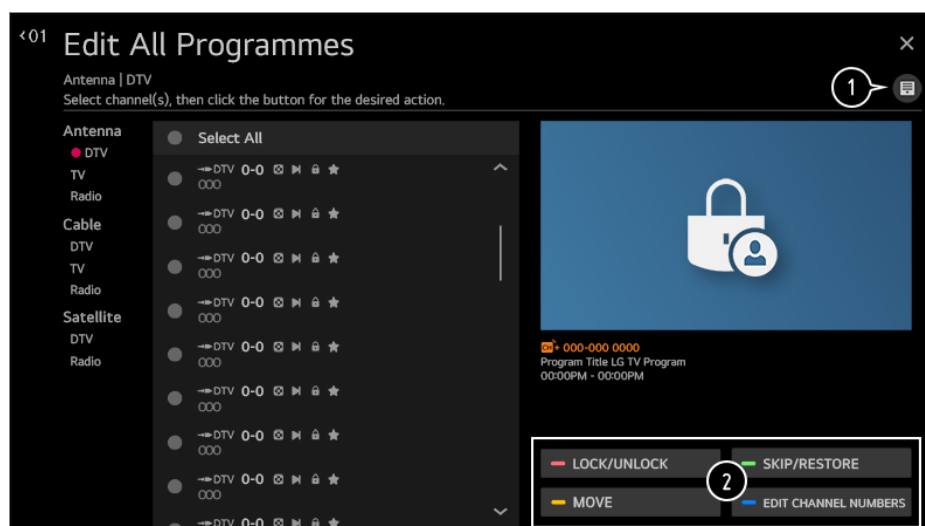 ‹01
Edit All Programmes
Antenna | DTV
Select channel(s), then click the button for the desired action.
1
Antenna
DTV
TV
Radio
Cable
DTV
TV
Radio
Satellite
DTV
Radio
Select All
DTV 0-0
000
DTV 0-0
000
DTV 0-0
000
DTV 0-0
000
DTV 0-0
000
DTV 0-0
000
DTV 0-0
000
DTV 0-0
000
DTV 0-0
CH+ 000-000 0000
Program Title LG TV Program
00:00PM - 00:00PM
LOCK/UNLOCK
SKIP/RESTORE
2
MOVE
EDIT CHANNEL NUMBERS